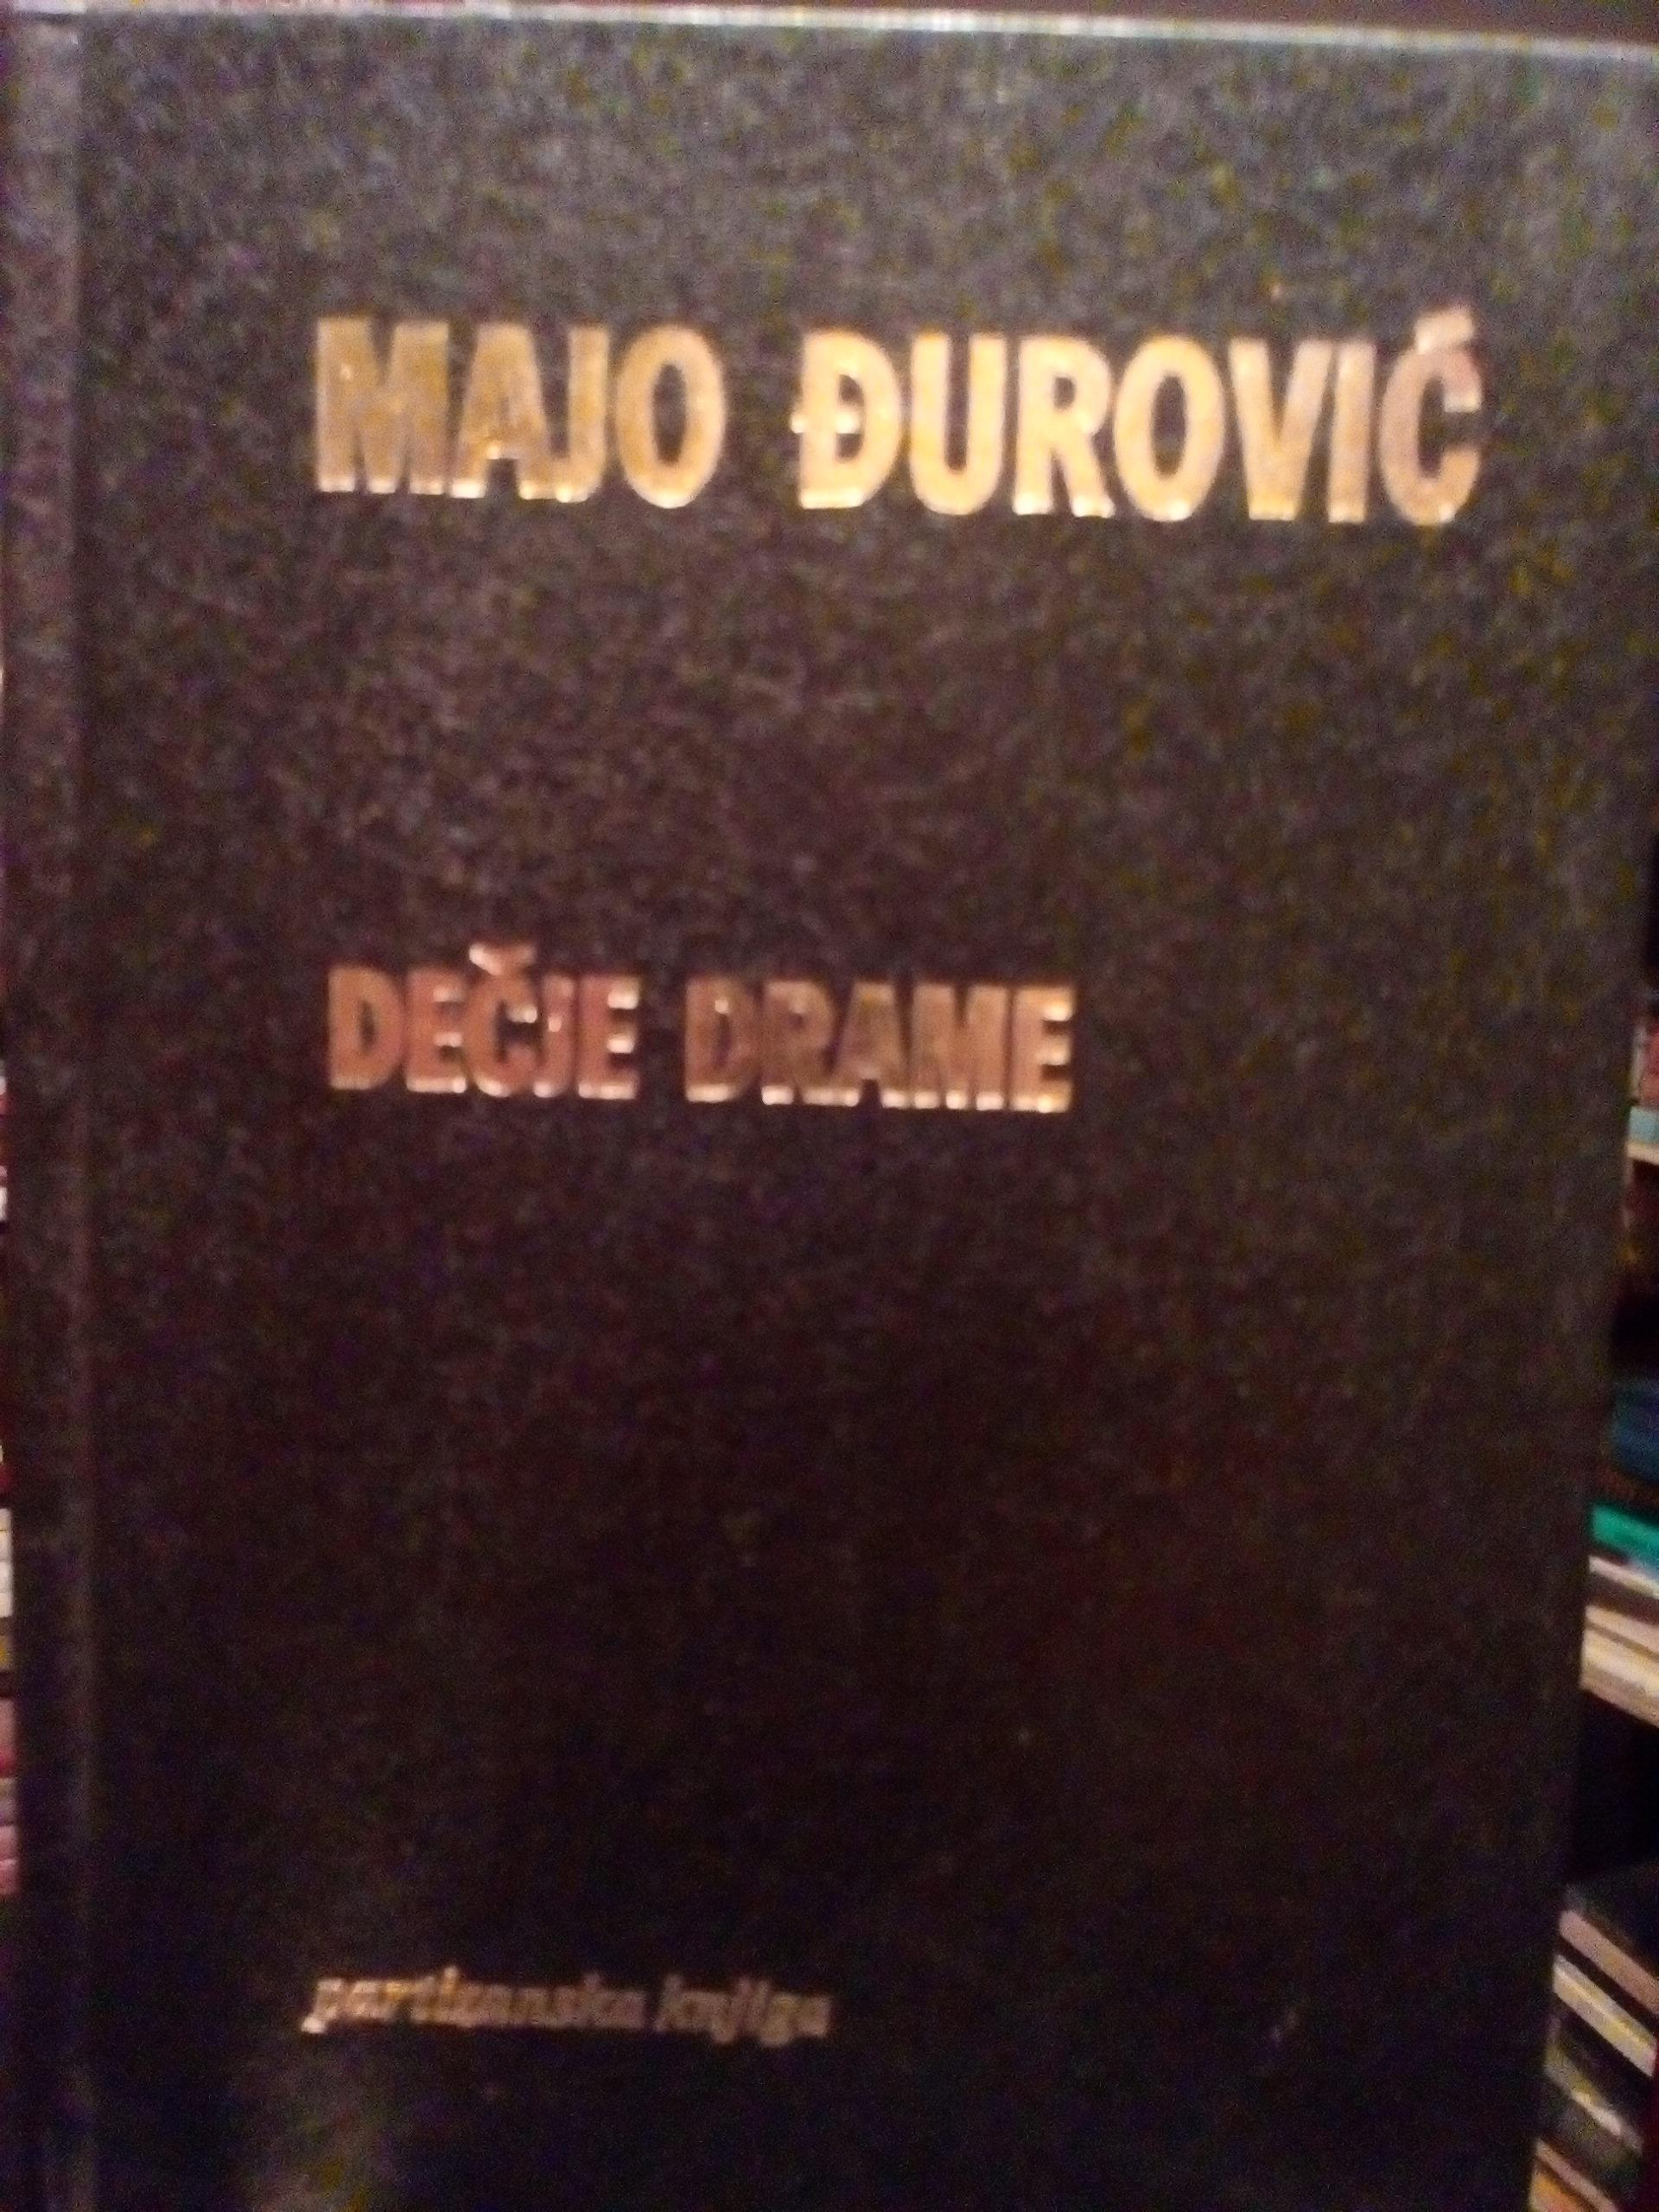 MAJO ĐUROVIĆ
DEČJE DRAME
partizanska knjiga